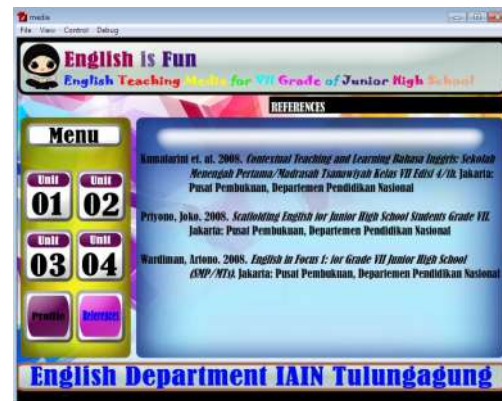 media
File View Control Debug
English is Fun
English Teaching Media for VII Grade of Junior High School
REFERENCES
Menu
Unit 01
Unit 02
Unit 03
Unit 04
Profile
References
Kumalarini et. al. 2008. Contextual Teaching and Learning Bahasa Inggris: Sekolah
Menengah Pertama/Madrasah Tsanawiyah Kelas VII Edisi 4/th. Jakarta:
Pusat Pembukuan, Departemen Pendidikan Nasional
Priyono, Joko. 2008. Scaffolding English for Junior High School Students Grade VII.
Jakarta: Pusat Pembukuan, Departemen Pendidikan Nasional
Wardiman, Artono. 2008. English in Focus 1: for Grade VII Junior High School
(SMP/MTs). Jakarta: Pusat Pembukuan, Departemen Pendidikan Nasional
English Department IAIN Tulungagung